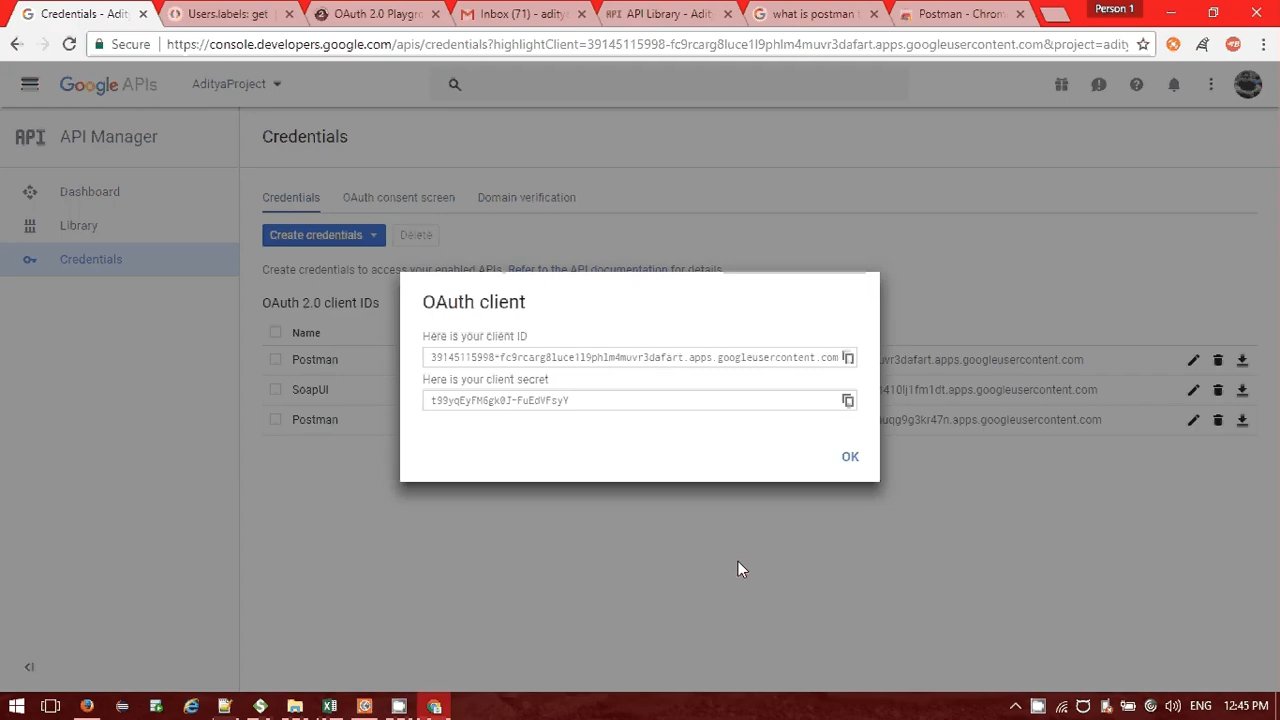 Credentials - Adity
Users.labels: get
OAuth 2.0 Playgro
Inbox (71) - aditya
API Library - Adit
what is postman
Postman - Chrom
Person 1
Secure
https://console.developers.google.com/apis/credentials?highlightClient=39145115998-fc9rcarg8luce1l9phlm4muvr3dafart.apps.googleusercontent.com&project=adity
Google APIs
AdityaProject
API
API Manager
Credentials
Dashboard
Library
Credentials
Credentials
OAuth consent screen
Domain verification
Create credentials
Delete
Create credentials to access your enabled APIs. Refer to the API documentation for details.
OAuth 2.0 client IDs
Name
Postman
.apps.googleusercontent.com
SoapUI
410lj1fm1dt.apps.googleusercontent.com
Postman
uqg9g3kr47n.apps.googleusercontent.com
OAuth client
Here is your client ID
39145115998-fc9rcarg8luce1l9phlm4muvr3dafart.apps.googleusercontent.com
Here is your client secret
t99yqEyFM6gk0J-FuEdVFsyY
OK
ENG
12:45 PM